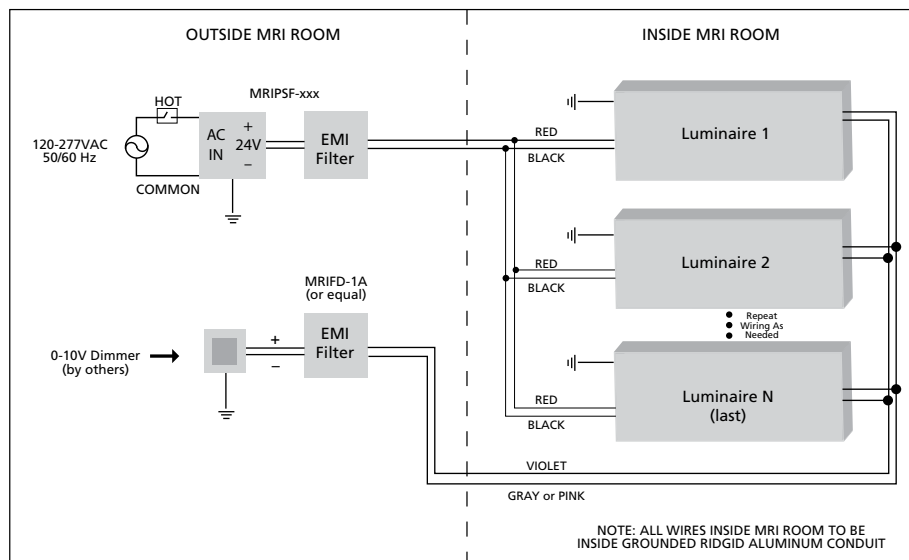 OUTSIDE MRI ROOM
INSIDE MRI ROOM
MRIPSF-xxx
HOT
AC
IN
+
24V
–
EMI
Filter
120-277VAC
50/60 Hz
COMMON
RED
BLACK
Luminaire 1
RED
BLACK
Luminaire 2
Repeat
Wiring As
Needed
MRIFD-1A
(or equal)
EMI
Filter
+
–
0-10V Dimmer
(by others)
RED
BLACK
Luminaire N
(last)
VIOLET
GRAY or PINK
NOTE: ALL WIRES INSIDE MRI ROOM TO BE
INSIDE GROUNDED RIDGID ALUMINUM CONDUIT